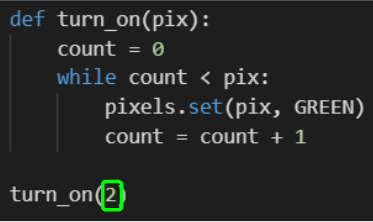 def turn_on(pix):
    count = 0
    while count < pix:
        pixels.set(pix, GREEN)
        count = count + 1
turn_on(2)